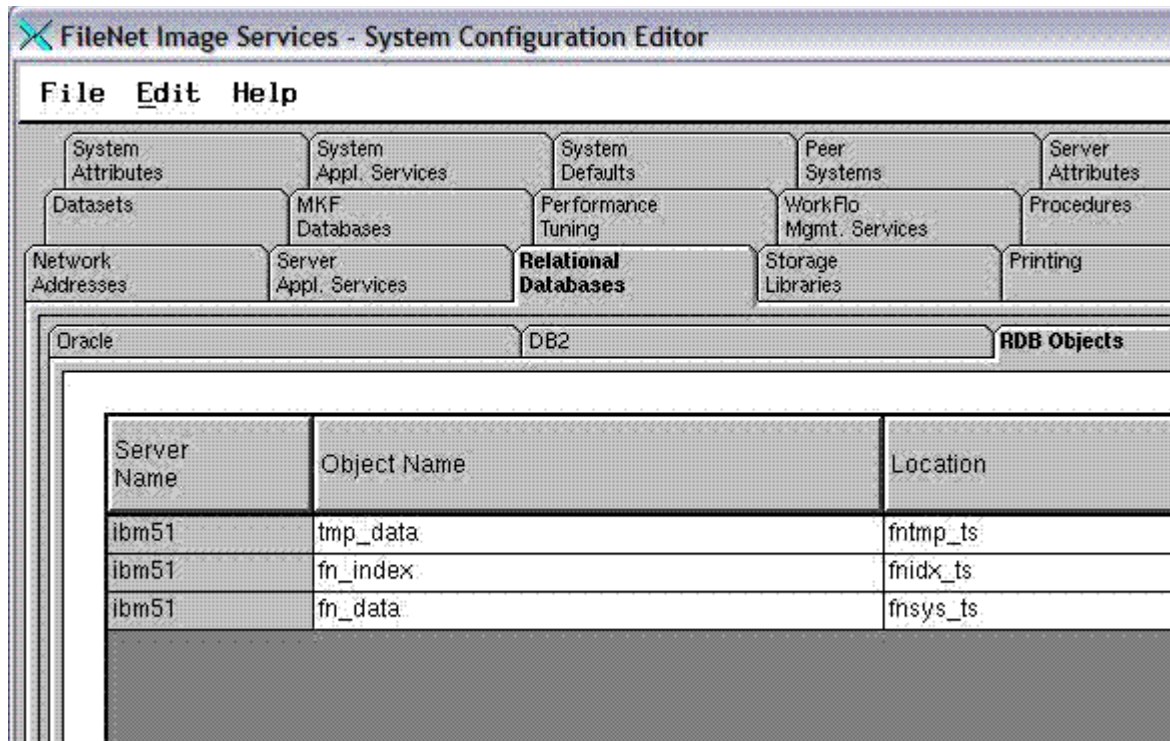 FileNet Image Services - System Configuration Editor
File Edit Help
System Attributes
System Appl. Services
System Defaults
Peer Systems
Server Attributes
Datasets
MKF Databases
Performance Tuning
WorkFlo Mgmt. Services
Procedures
Network Addresses
Server Appl. Services
Relational Databases
Storage Libraries
Printing
Oracle DB2 RDB Objects
Server Name Object Name Location
ibm51 tmp_data fntmp_ts
ibm51 fn_index fnidx_ts
ibm51 fn_data fnsys_ts